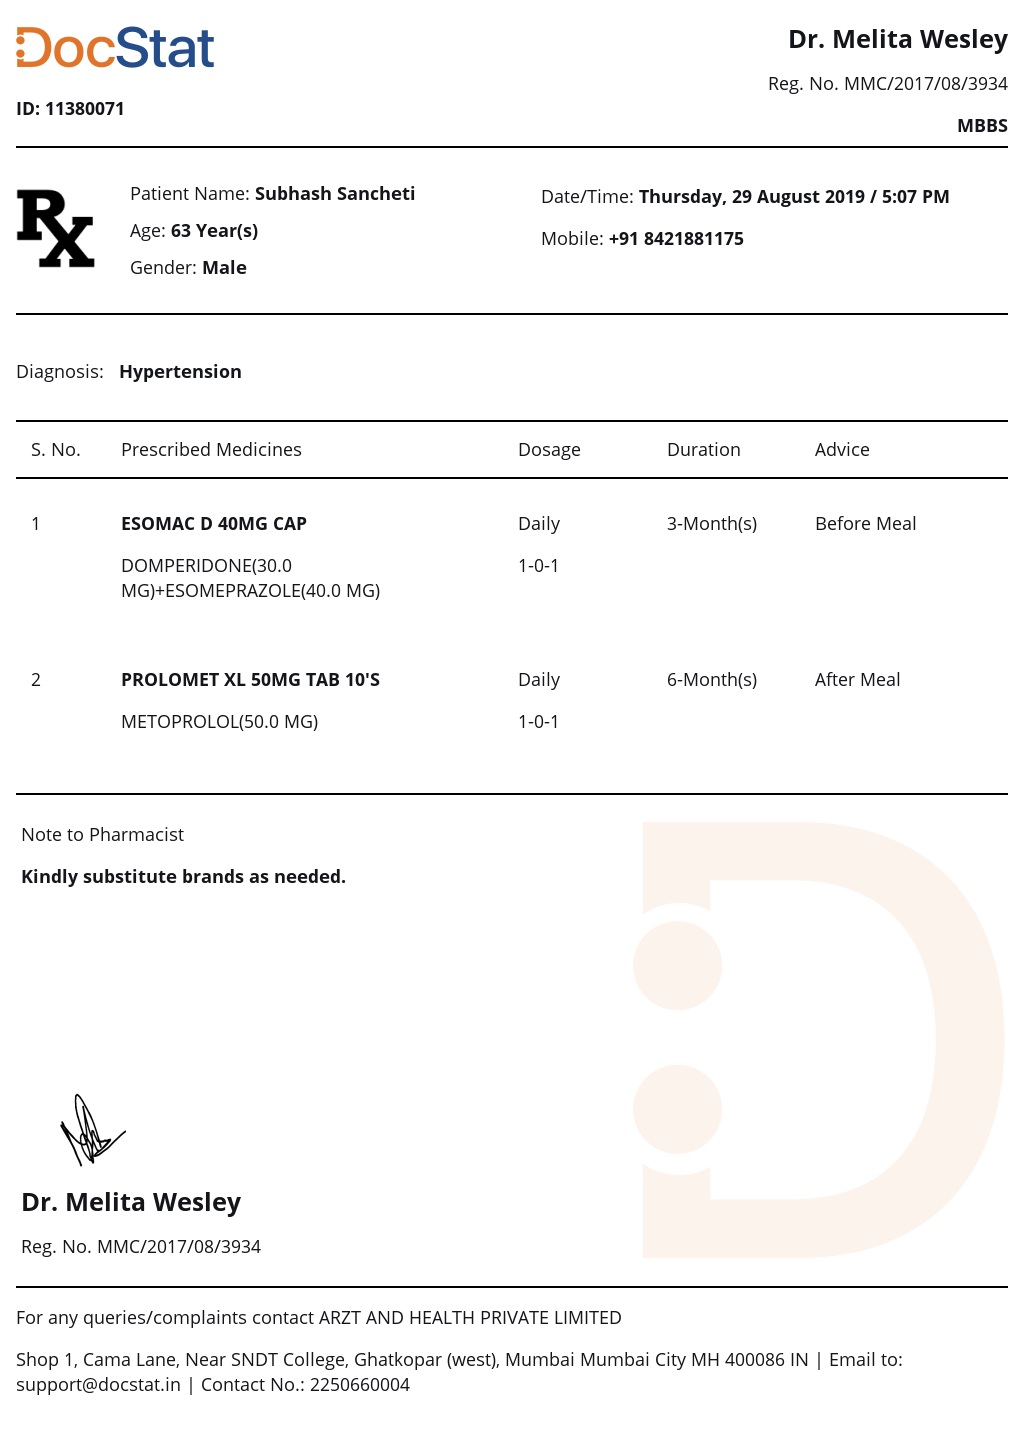 DocStat
Dr. Melita Wesley
Reg. No. MMC/2017/08/3934
ID: 11380071
MBBS
Rx
Patient Name: Subhash Sancheti
Age: 63 Year(s)
Gender: Male
Date/Time: Thursday, 29 August 2019 / 5:07 PM
Mobile: +91 8421881175
Diagnosis: Hypertension
S. No. Prescribed Medicines Dosage Duration Advice
1 ESOMAC D 40MG CAP Daily 3-Month(s) Before Meal
DOMPERIDONE(30.0 1-0-1
MG)+ESOMEPRAZOLE(40.0 MG)
2 PROLOMET XL 50MG TAB 10'S Daily 6-Month(s) After Meal
METOPROLOL(50.0 MG) 1-0-1
Note to Pharmacist
Kindly substitute brands as needed.
Dr. Melita Wesley
Reg. No. MMC/2017/08/3934
For any queries/complaints contact ARZT AND HEALTH PRIVATE LIMITED
Shop 1, Cama Lane, Near SNDT College, Ghatkopar (west), Mumbai Mumbai City MH 400086 IN | Email to:
support@docstat.in | Contact No.: 2250660004